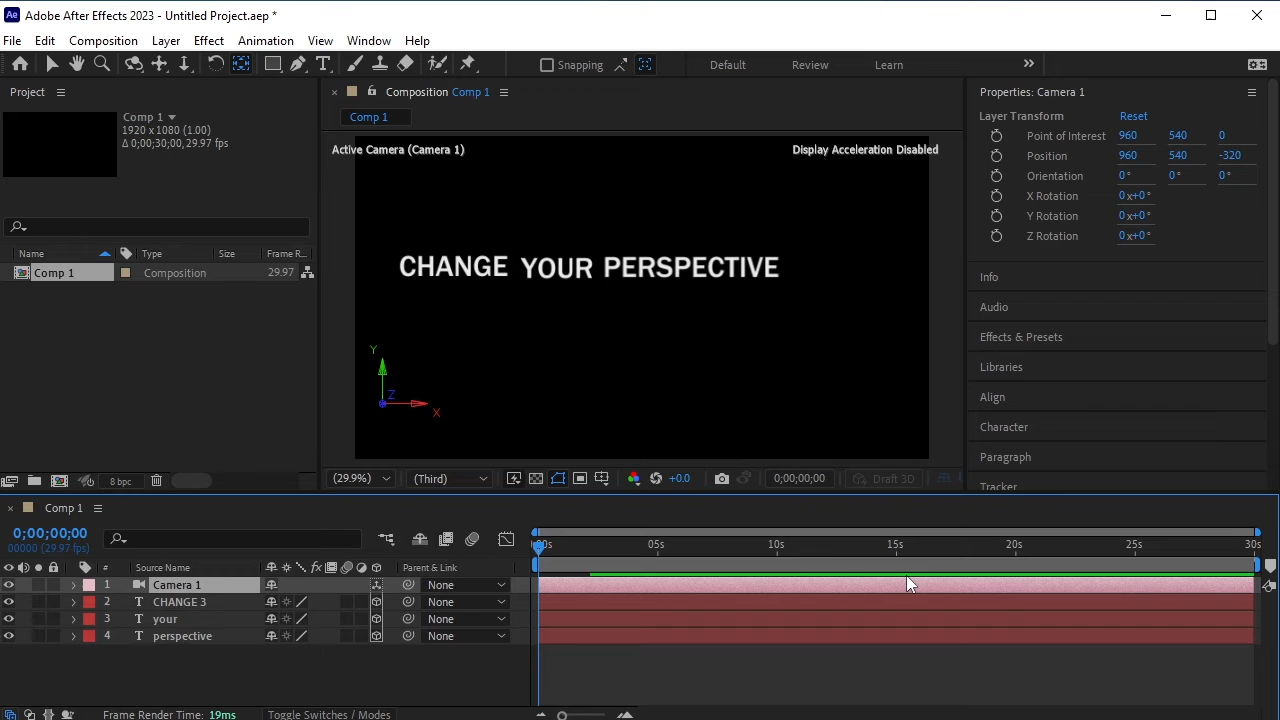 Ae Adobe After Effects 2023 - Untitled Project.aep *
File Edit Composition Layer Effect Animation View Window Help
T Snapping Default Review Learn »
Project
Comp 1
1920 x 1080 (1.00)
Δ 0;00;30;00, 29.97 fps
Name Type Size Frame R...
Comp 1 Composition 29.97
8 bpc
× Composition Comp 1
Comp 1
Active Camera (Camera 1) Display Acceleration Disabled
CHANGE YOUR PERSPECTIVE
Y
Z
X
(29.9%) (Third) +0.0 0;00;00;00 Draft 3D
Properties: Camera 1
Layer Transform Reset
Point of Interest 960 540 0
Position 960 540 -320
Orientation 0° 0° 0°
X Rotation 0x+0°
Y Rotation 0x+0°
Z Rotation 0x+0°
Info
Audio
Effects & Presets
Libraries
Align
Character
Paragraph
Tracker
× Comp 1
0;00;00;00
00000 (29.97 fps)
:00s 05s 10s 15s 20s 25s 30s
# Source Name fx Parent & Link
1 Camera 1 None
2 T CHANGE 3 None
3 T your None
4 T perspective None
Frame Render Time: 19ms Toggle Switches / Modes